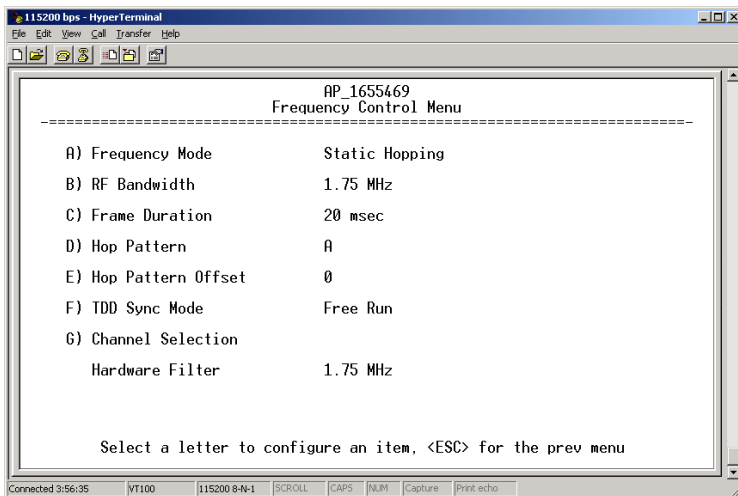 115200 bps - HyperTerminal
File Edit View Call Transfer Help
AP_1655469
Frequency Control Menu
-==========================================================================-
A) Frequency Mode Static Hopping
B) RF Bandwidth 1.75 MHz
C) Frame Duration 20 msec
D) Hop Pattern A
E) Hop Pattern Offset 0
F) TDD Sync Mode Free Run
G) Channel Selection
Hardware Filter 1.75 MHz
Select a letter to configure an item, <ESC> for the prev menu
Connected 3:56:35 VT100 115200 8-N-1 SCROLL CAPS NUM Capture Print echo